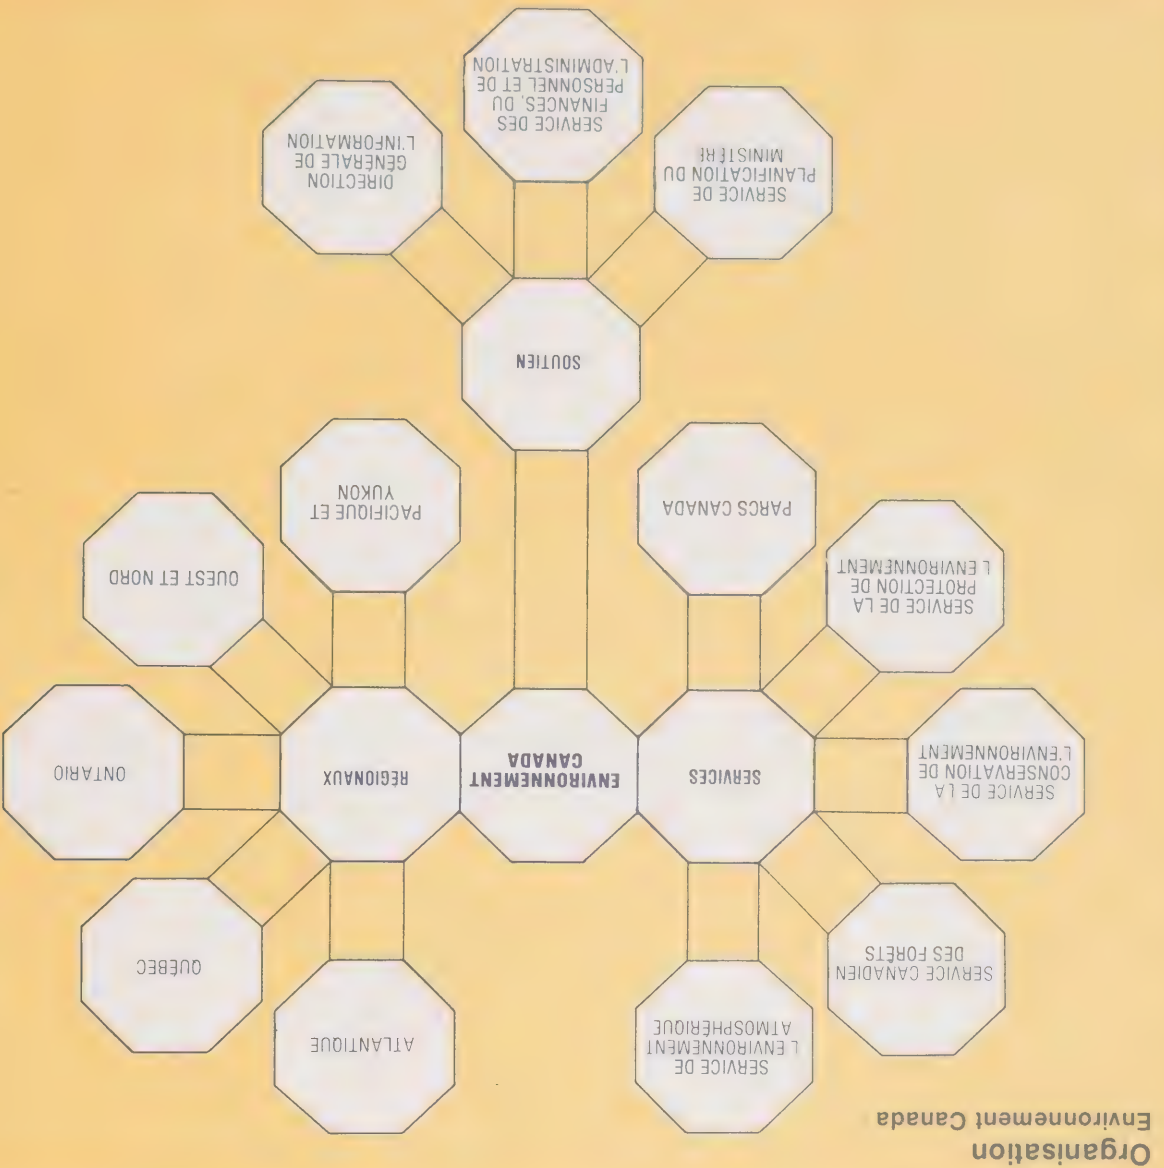 Organisation
Environnement Canada
SERVICE DE
L'ENVIRONNEMENT
ATMOSPHÉRIQUE
ATLANTIQUE
SERVICE CANADIEN
DES FORÊTS
QUÉBEC
SERVICE DE LA
CONSERVATION DE
L'ENVIRONNEMENT
SERVICES
ENVIRONNEMENT
CANADA
RÉGIONAUX
ONTARIO
SERVICE DE LA
PROTECTION DE
L'ENVIRONNEMENT
OUEST ET NORD
PARCS CANADA
PACIFIQUE ET
YUKON
SOUTIEN
SERVICE DE
PLANIFICATION DU
MINISTÈRE
SERVICE DES
FINANCES, DU
PERSONNEL ET DE
L'ADMINISTRATION
DIRECTION
GÉNÉRALE DE
L'INFORMATION